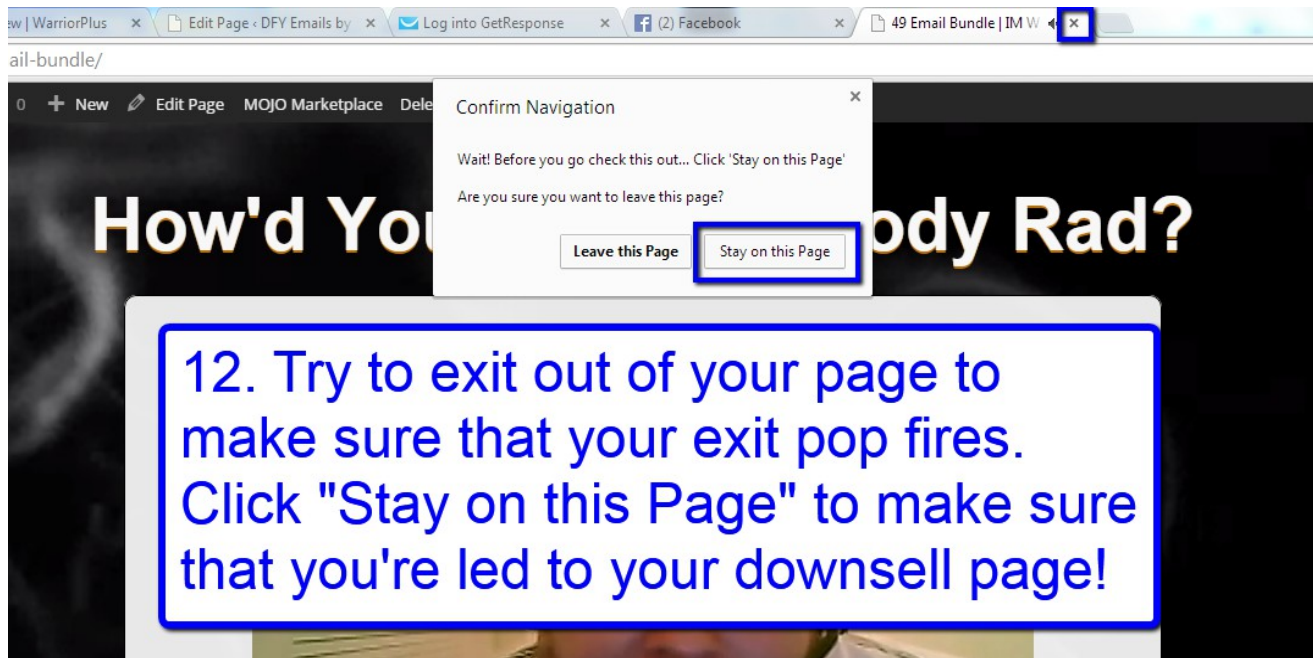 ew | WarriorPlus
Edit Page ‹ DFY Emails by
Log into GetResponse
(2) Facebook
49 Email Bundle | IM W
ail-bundle/
0 + New Edit Page MOJO Marketplace Dele
Confirm Navigation
Wait! Before you go check this out... Click 'Stay on this Page'
Are you sure you want to leave this page?
Leave this Page Stay on this Page
How'd You ody Rad?
12. Try to exit out of your page to
make sure that your exit pop fires.
Click "Stay on this Page" to make sure
that you're led to your downsell page!